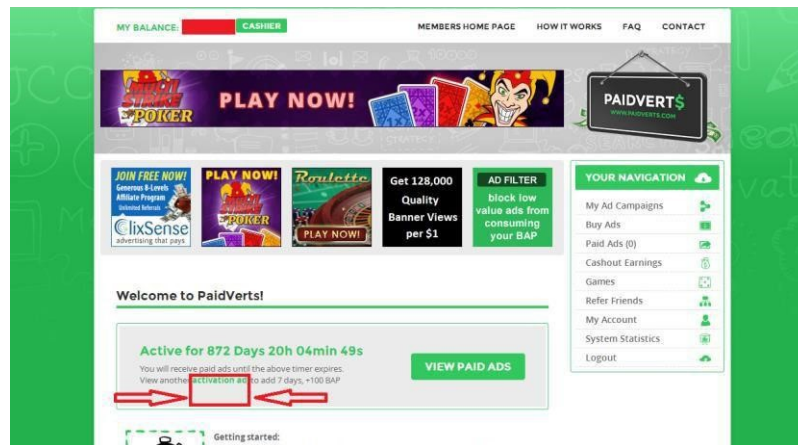 MY BALANCE:
CASHIER
MEMBERS HOME PAGE
HOW IT WORKS
FAQ
CONTACT
MULTI
STRIKE
POKER
PLAY NOW!
PAIDVERT$
WWW.PAIDVERTS.COM
JOIN FREE NOW!
Generous 8-Levels
Affiliate Program
Unlimited Referrals
ClixSense
advertising that pays
PLAY NOW!
POKER
Roulette
PLAY NOW!
Get 128,000
Quality
Banner Views
per $1
AD FILTER
block low
value ads from
consuming
your BAP
YOUR NAVIGATION
My Ad Campaigns
Buy Ads
Paid Ads (0)
Cashout Earnings
Games
Refer Friends
My Account
System Statistics
Logout
Welcome to PaidVerts!
Active for 872 Days 20h 04min 49s
You will receive paid ads until the above timer expires.
View another activation ad to add 7 days, +100 BAP
VIEW PAID ADS
Getting started: